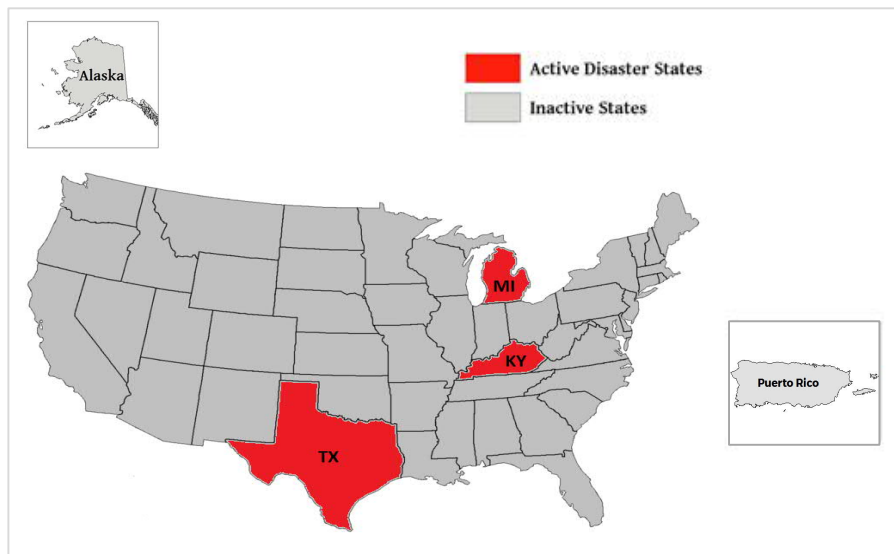 Alaska
Active Disaster States
Inactive States
MI
KY
Puerto Rico
TX